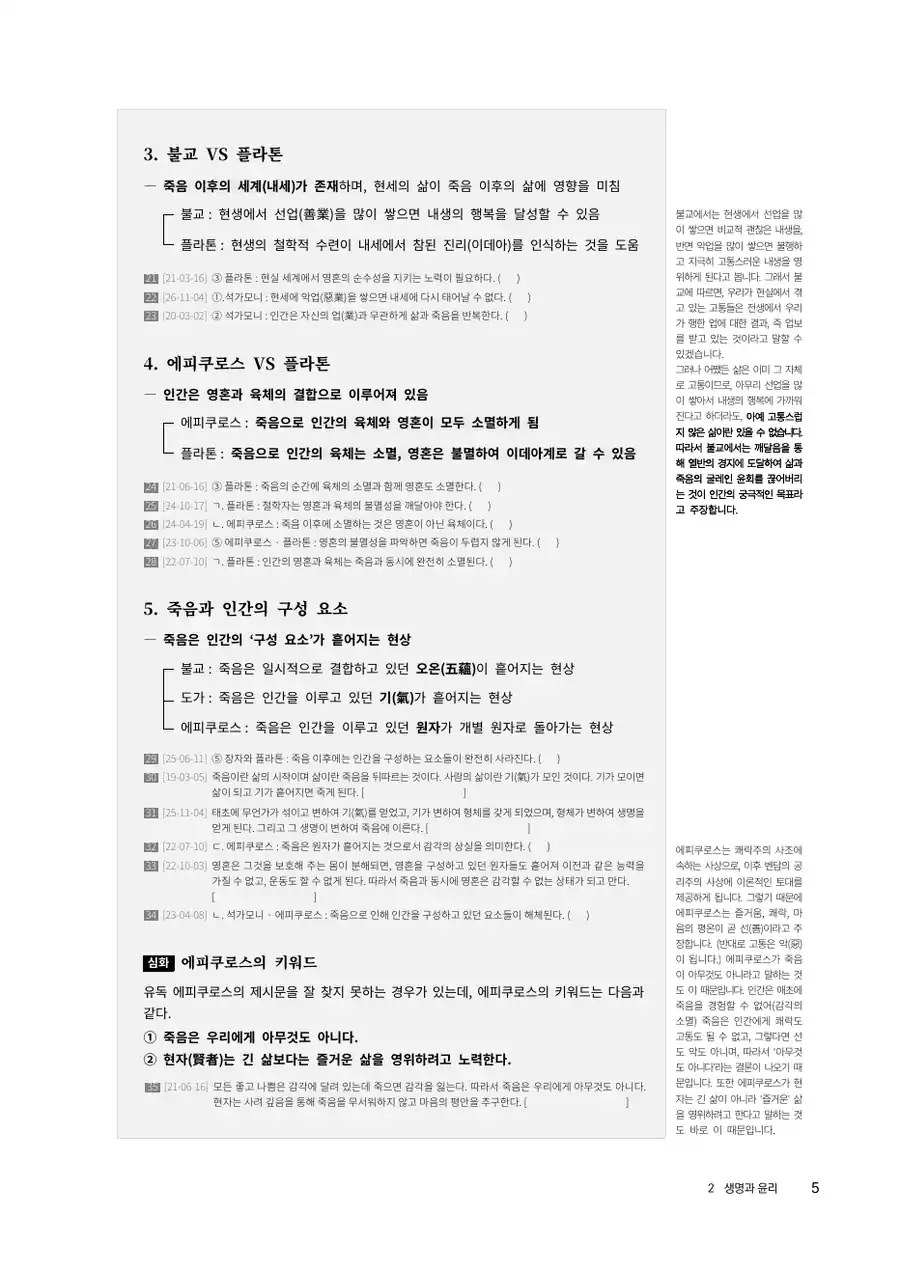 3. 불교 VS 플라톤
— 죽음 이후의 세계(내세)가 존재하며, 현세의 삶이 죽음 이후의 삶에 영향을 미침
불교 : 현생에서 선업(善業)을 많이 쌓으면 내생의 행복을 달성할 수 있음
플라톤 : 현생의 철학적 수련이 내세에서 참된 진리(이데아)를 인식하는 것을 도움
21 [21-03-16] ③ 플라톤 : 현실 세계에서 영혼의 순수성을 지키는 노력이 필요하다. (   )
22 [26-11-04] ①.석가모니 : 현세에 악업(惡業)을 쌓으면 내세에 다시 태어날 수 없다. (   )
23 [20-03-02] ② 석가모니 : 인간은 자신의 업(業)과 무관하게 삶과 죽음을 반복한다. (   )
4. 에피쿠로스 VS 플라톤
— 인간은 영혼과 육체의 결합으로 이루어져 있음
에피쿠로스 : 죽음으로 인간의 육체와 영혼이 모두 소멸하게 됨
플라톤 : 죽음으로 인간의 육체는 소멸, 영혼은 불멸하여 이데아계로 갈 수 있음
24 [21-06-16] ③ 플라톤 : 죽음의 순간에 육체의 소멸과 함께 영혼도 소멸한다. (   )
25 [24-10-17] ㄱ. 플라톤 : 철학자는 영혼과 육체의 불멸성을 깨달아야 한다. (   )
26 [24-04-19] ㄴ. 에피쿠로스 : 죽음 이후에 소멸하는 것은 영혼이 아닌 육체이다. (   )
27 [23-10-06] ⑤ 에피쿠로스 · 플라톤 : 영혼의 불멸성을 파악하면 죽음이 두렵지 않게 된다. (   )
28 [22-07-10] ㄱ. 플라톤 : 인간의 영혼과 육체는 죽음과 동시에 완전히 소멸된다. (   )
5. 죽음과 인간의 구성 요소
— 죽음은 인간의 ‘구성 요소’가 흩어지는 현상
불교 : 죽음은 일시적으로 결합하고 있던 오온(五蘊)이 흩어지는 현상
도가 : 죽음은 인간을 이루고 있던 기(氣)가 흩어지는 현상
에피쿠로스 : 죽음은 인간을 이루고 있던 원자가 개별 원자로 돌아가는 현상
29 [25-06-11] ⑤ 장자와 플라톤 : 죽음 이후에는 인간을 구성하는 요소들이 완전히 사라진다. (   )
30 [19-03-05] 죽음이란 삶의 시작이며 삶이란 죽음을 뒤따르는 것이다. 사람의 삶이란 기(氣)가 모인 것이다. 기가 모이면
삶이 되고 기가 흩어지면 죽게 된다. [                    ]
31 [25-11-04] 태초에 무언가가 섞이고 변하여 기(氣)를 얻었고, 기가 변하여 형체를 갖게 되었으며, 형체가 변하여 생명을
얻게 된다. 그리고 그 생명이 변하여 죽음에 이른다. [                    ]
32 [22-07-10] ㄷ. 에피쿠로스 : 죽음은 원자가 흩어지는 것으로서 감각의 상실을 의미한다. (   )
33 [22-10-03] 영혼은 그것을 보호해 주는 몸이 분해되면, 영혼을 구성하고 있던 원자들도 흩어져 이전과 같은 능력을
가질 수 없고, 운동도 할 수 없게 된다. 따라서 죽음과 동시에 영혼은 감각할 수 없는 상태가 되고 만다.
[                    ]
34 [23-04-08] ㄴ. 석가모니 · 에피쿠로스 : 죽음으로 인해 인간을 구성하고 있던 요소들이 해체된다. (   )
심화 에피쿠로스의 키워드
유독 에피쿠로스의 제시문을 잘 찾지 못하는 경우가 있는데, 에피쿠로스의 키워드는 다음과
같다.
① 죽음은 우리에게 아무것도 아니다.
② 현자(賢者)는 긴 삶보다는 즐거운 삶을 영위하려고 노력한다.
35 [21-06-16] 모든 좋고 나쁨은 감각에 달려 있는데 죽으면 감각을 잃는다. 따라서 죽음은 우리에게 아무것도 아니다.
현자는 사려 깊음을 통해 죽음을 무서워하지 않고 마음의 평안을 추구한다. [                    ]
불교에서는 현생에서 선업을 많
이 쌓으면 비교적 괜찮은 내생을,
반면 악업을 많이 쌓으면 불행하
고 지극히 고통스러운 내생을 영
위하게 된다고 봅니다. 그래서 불
교에 따르면, 우리가 현실에서 겪
고 있는 고통들은 전생에서 우리
가 행한 업에 대한 결과, 즉 업보
를 받고 있는 것이라고 말할 수
있겠습니다.
그러나 어쨌든 삶은 이미 그 자체
로 고통이므로, 아무리 선업을 많
이 쌓아서 내생의 행복에 가까워
진다고 하더라도, 아예 고통스럽
지 않은 삶이란 있을 수 없습니다.
따라서 불교에서는 깨달음을 통
해 열반의 경지에 도달하여 삶과
죽음의 굴레인 윤회를 끊어버리
는 것이 인간의 궁극적인 목표라
고 주장합니다.
에피쿠로스는 쾌락주의 사조에
속하는 사상으로, 이후 벤담의 공
리주의 사상에 이론적인 토대를
제공하게 됩니다. 그렇기 때문에
에피쿠로스는 즐거움, 쾌락, 마
음의 평온이 곧 선(善)이라고 주
장합니다. (반대로 고통은 악(惡)
이 됩니다.) 에피쿠로스가 죽음
이 아무것도 아니라고 말하는 것
도 이 때문입니다. 인간은 애초에
죽음을 경험할 수 없어(감각의
소멸) 죽음은 인간에게 쾌락도
고통도 될 수 없고, 그렇다면 선
도 악도 아니며, 따라서 ‘아무것
도 아니다’라는 결론이 나오기 때
문입니다. 또한 에피쿠로스가 현
자는 긴 삶이 아니라 ‘즐거운’ 삶
을 영위하려고 한다고 말하는 것
도 바로 이 때문입니다.
2 생명과 윤리 5